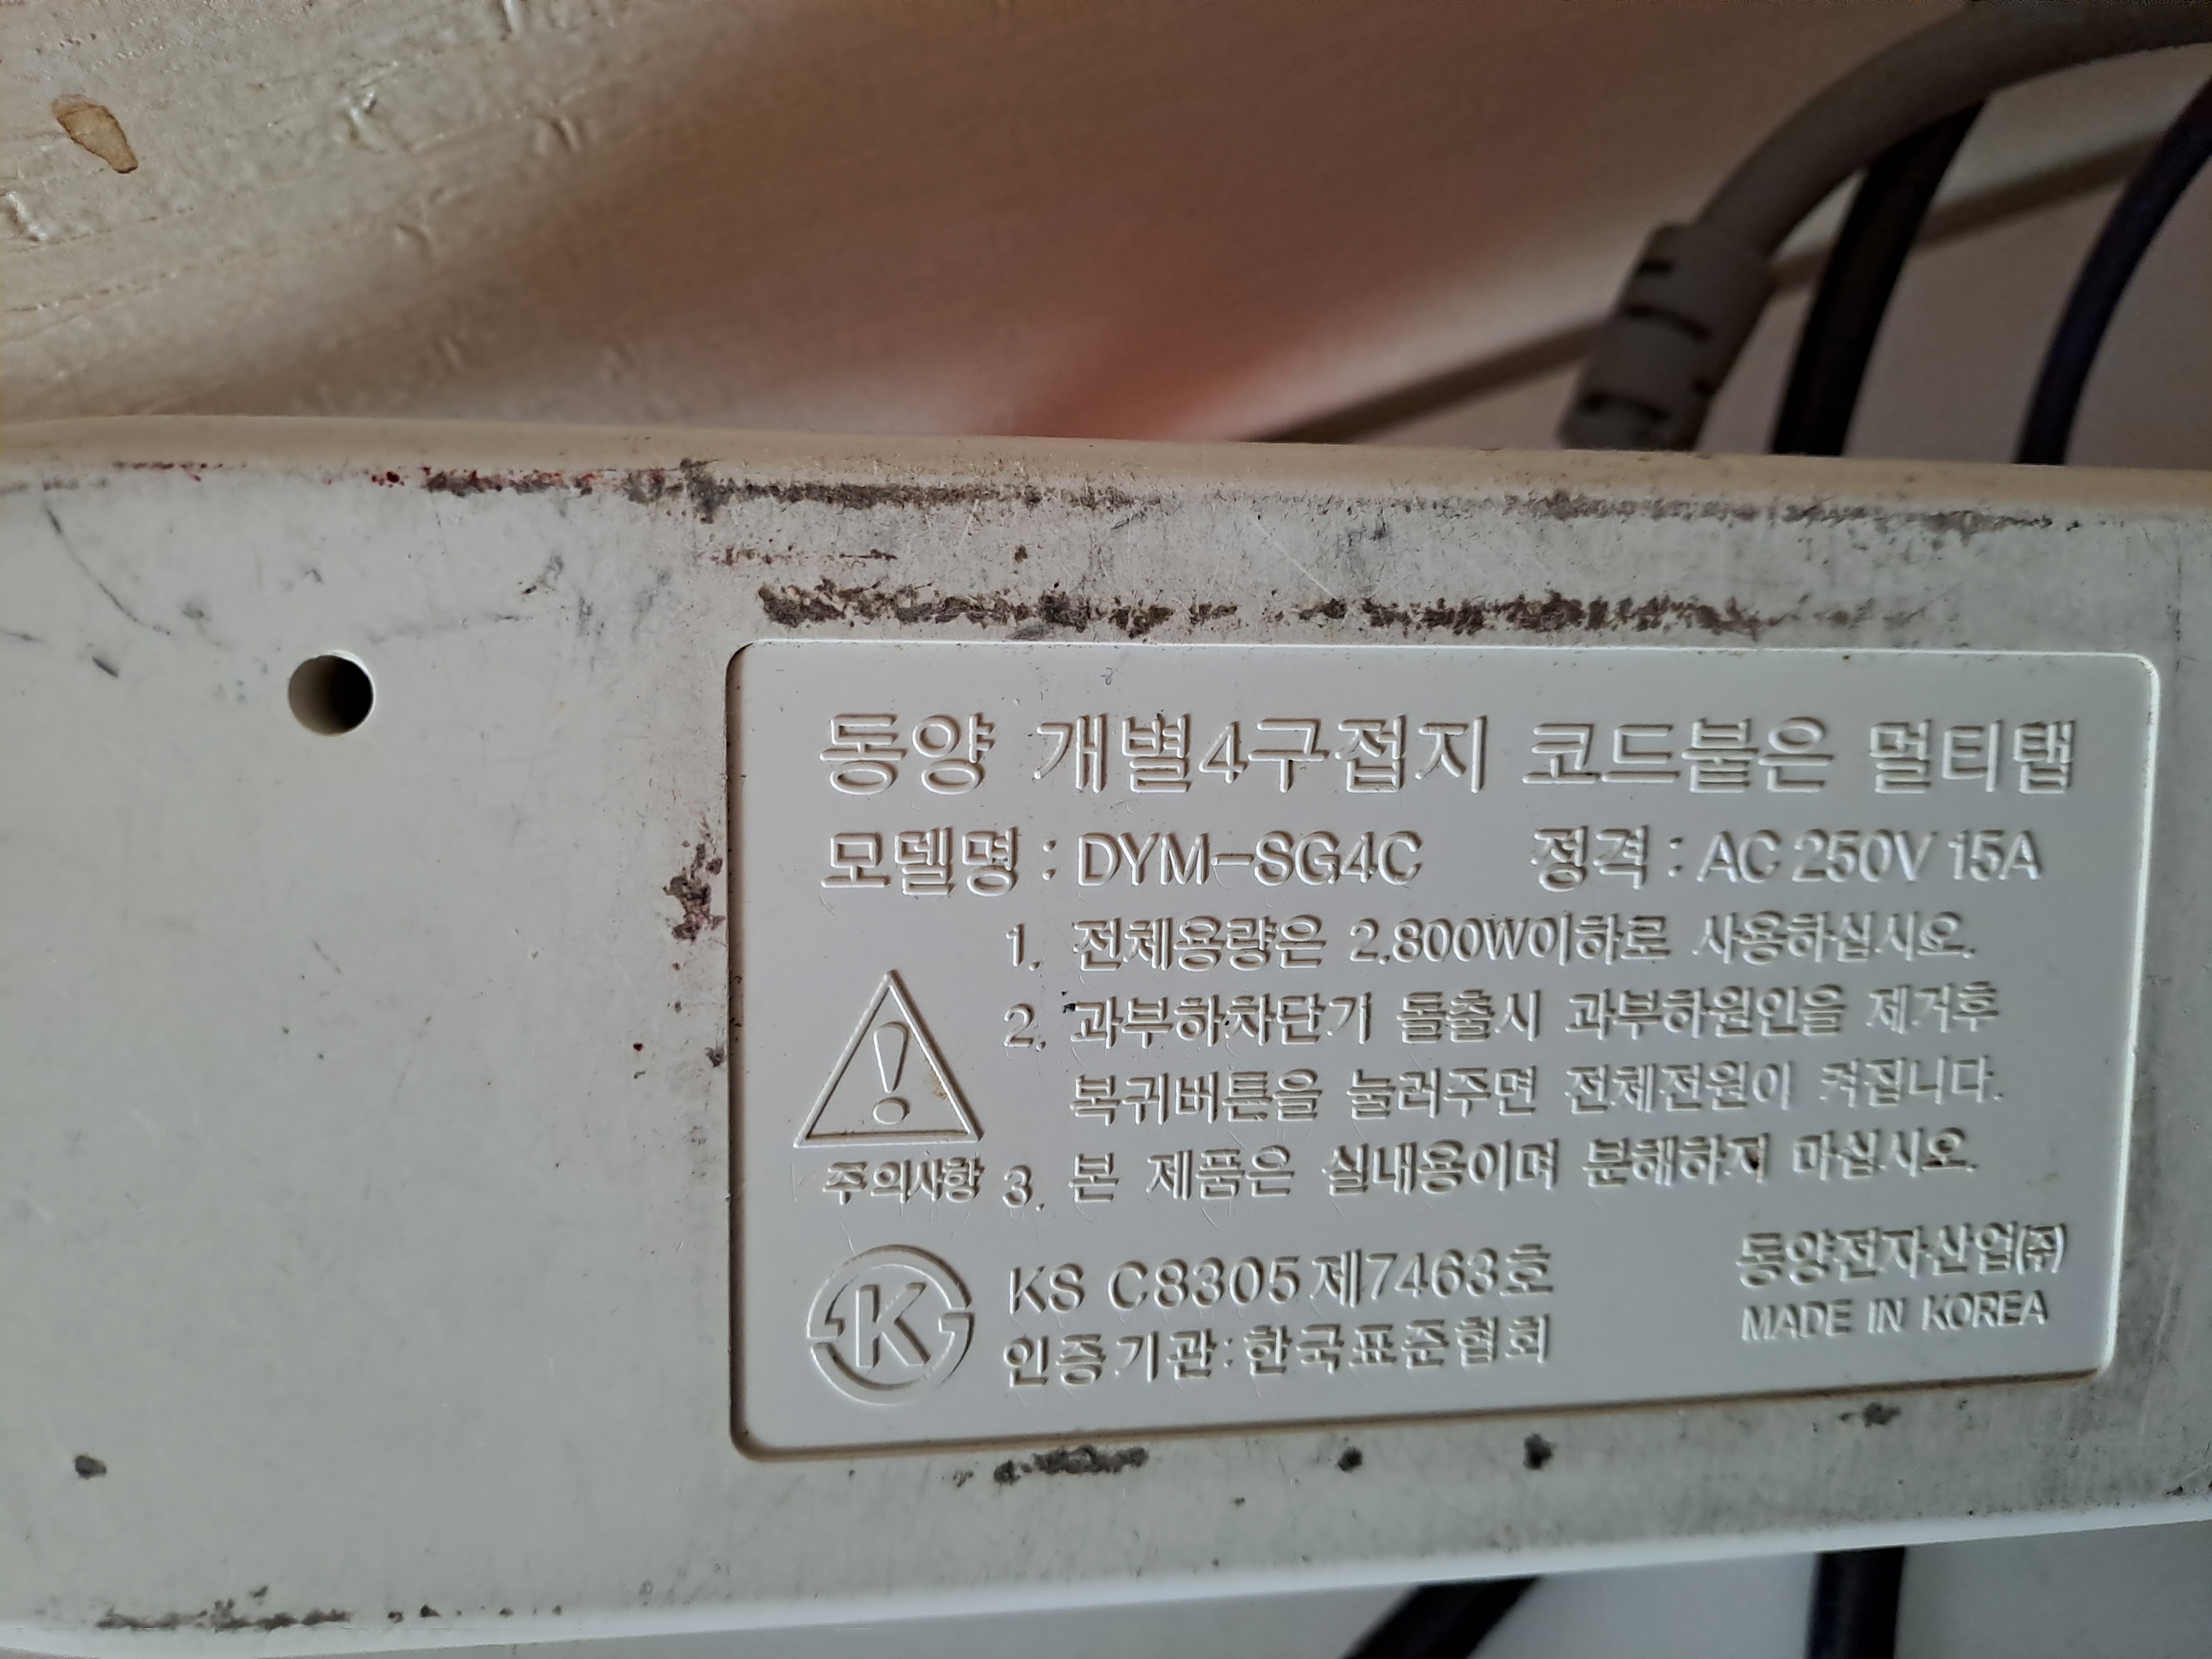 동양 개별4구접지 코드붙은 멀티탭
모델명 : DYM-SG4C 정격 : AC 250V 15A
1. 전체용량은 2.800W이하로 사용하십시오.
2. 과부하차단기 돌출시 과부하원인을 제거후
복귀버튼을 눌러주면 전체전원이 켜집니다.
주의사항 3. 본 제품은 실내용이며 분해하지 마십시오.
K KS C8305 제7463호
인증기관:한국표준협회
동양전자산업(주)
MADE IN KOREA